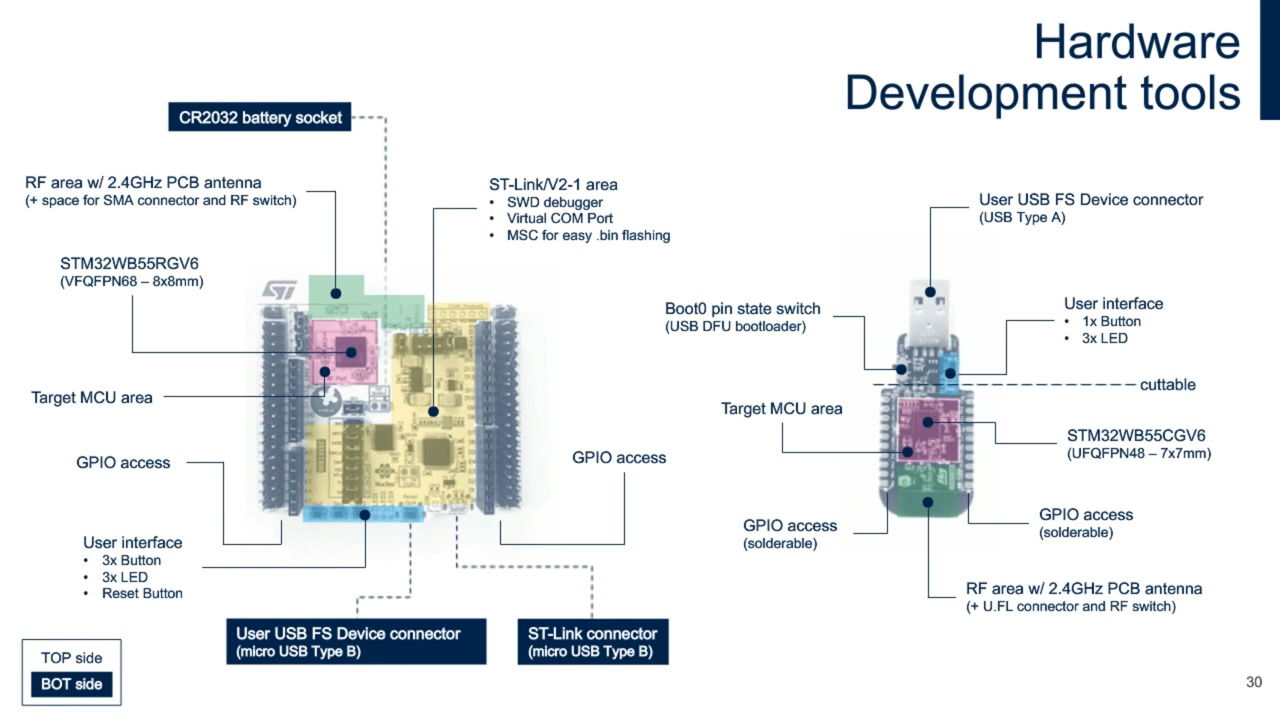 Hardware
Development tools
CR2032 battery socket
RF area w/ 2.4GHz PCB antenna
(+ space for SMA connector and RF switch)
ST-Link/V2-1 area
• SWD debugger
• Virtual COM Port
• MSC for easy .bin flashing
STM32WB55RGV6
(VFQFPN68 – 8x8mm)
Target MCU area
GPIO access
GPIO access
User interface
• 3x Button
• 3x LED
• Reset Button
User USB FS Device connector
(micro USB Type B)
ST-Link connector
(micro USB Type B)
TOP side
BOT side
User USB FS Device connector
(USB Type A)
Boot0 pin state switch
(USB DFU bootloader)
User interface
• 1x Button
• 3x LED
cuttable
Target MCU area
STM32WB55CGV6
(UFQFPN48 – 7x7mm)
GPIO access
(solderable)
GPIO access
(solderable)
RF area w/ 2.4GHz PCB antenna
(+ U.FL connector and RF switch)
30